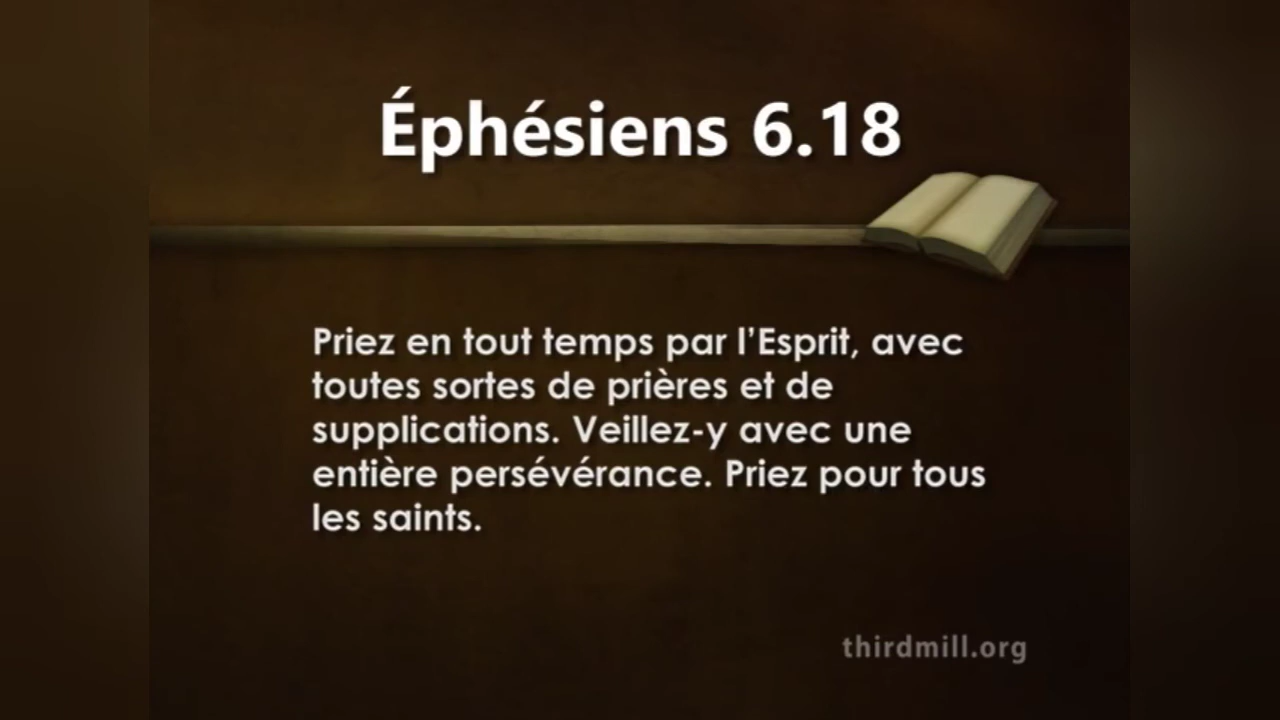 Éphésiens 6.18
Priez en tout temps par l’Esprit, avec
toutes sortes de prières et de
supplications. Veillez-y avec une
entière persévérance. Priez pour tous
les saints.
thirdmill.org